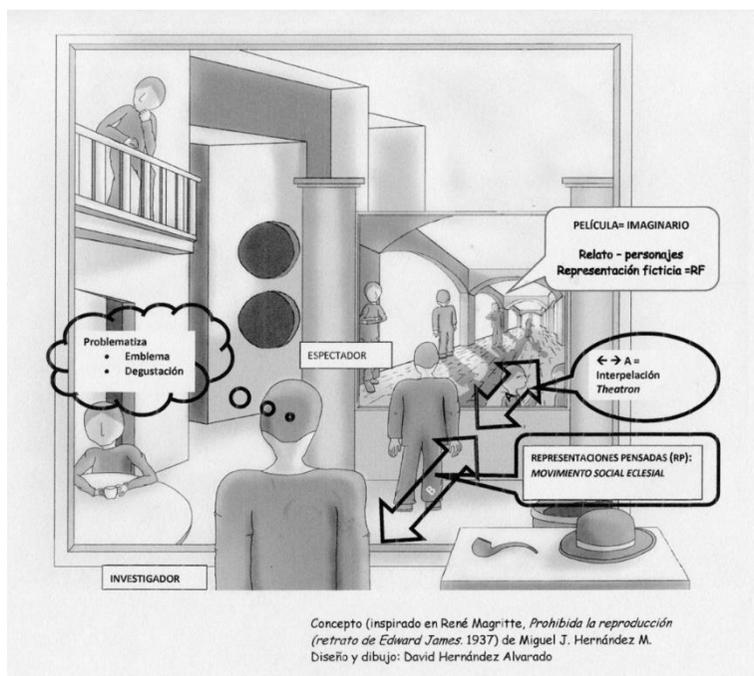 PELÍCULA= IMAGINARIO
Relato – personajes
Representación ficticia =RF
Problematiza
• Emblema
• Degustación
ESPECTADOR
← → A =
Interpelación
Theatron
REPRESENTACIONES PENSADAS (RP):
MOVIMIENTO SOCIAL ECLESIAL
B
INVESTIGADOR
Concepto (inspirado en René Magritte, Prohibida la reproducción
(retrato de Edward James. 1937) de Miguel J. Hernández M.
Diseño y dibujo: David Hernández Alvarado